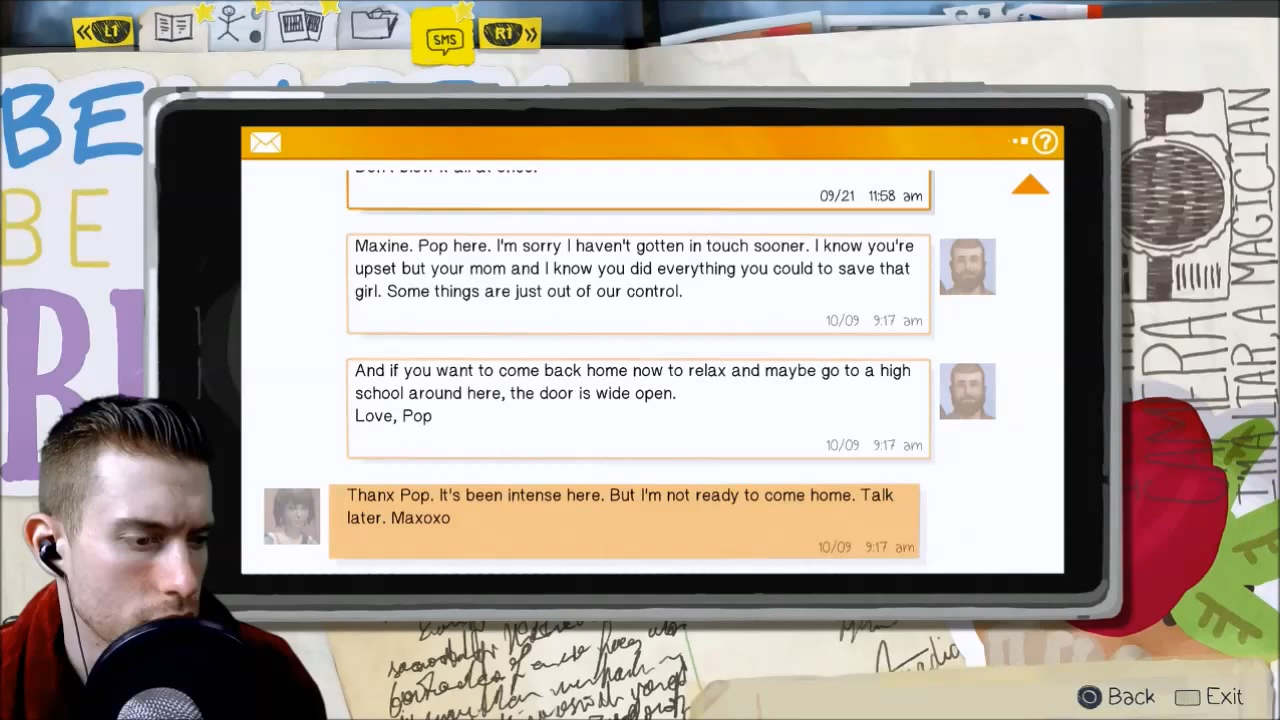 L1
SMS
R1
BE
BE
?
09/21 11:58 am
Maxine. Pop here. I'm sorry I haven't gotten in touch sooner. I know you're
upset but your mom and I know you did everything you could to save that
girl. Some things are just out of our control.
10/09 9:17 am
And if you want to come back home now to relax and maybe go to a high
school around here, the door is wide open.
Love, Pop
10/09 9:17 am
Thanx Pop. It's been intense here. But I'm not ready to come home. Talk
later. Maxoxo
10/09 9:17 am
MAGICIAN
Back Exit